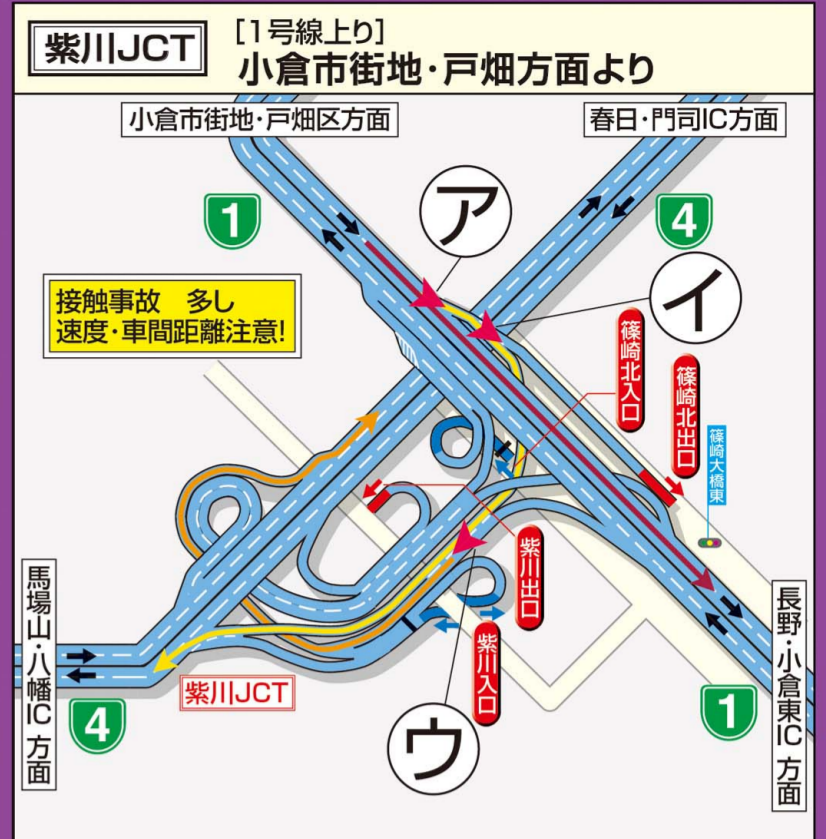 紫川JCT
[1号線上り]
小倉市街地・戸畑方面より
小倉市街地・戸畑区方面
春日・門司IC方面
ア
1
4
イ
接触事故 多し
速度・車間距離注意!
篠崎北入口
篠崎北出口
篠崎大橋東
紫川出口
馬場山・八幡IC 方面
長野・小倉東IC 方面
紫川入口
紫川JCT
4
ウ
1